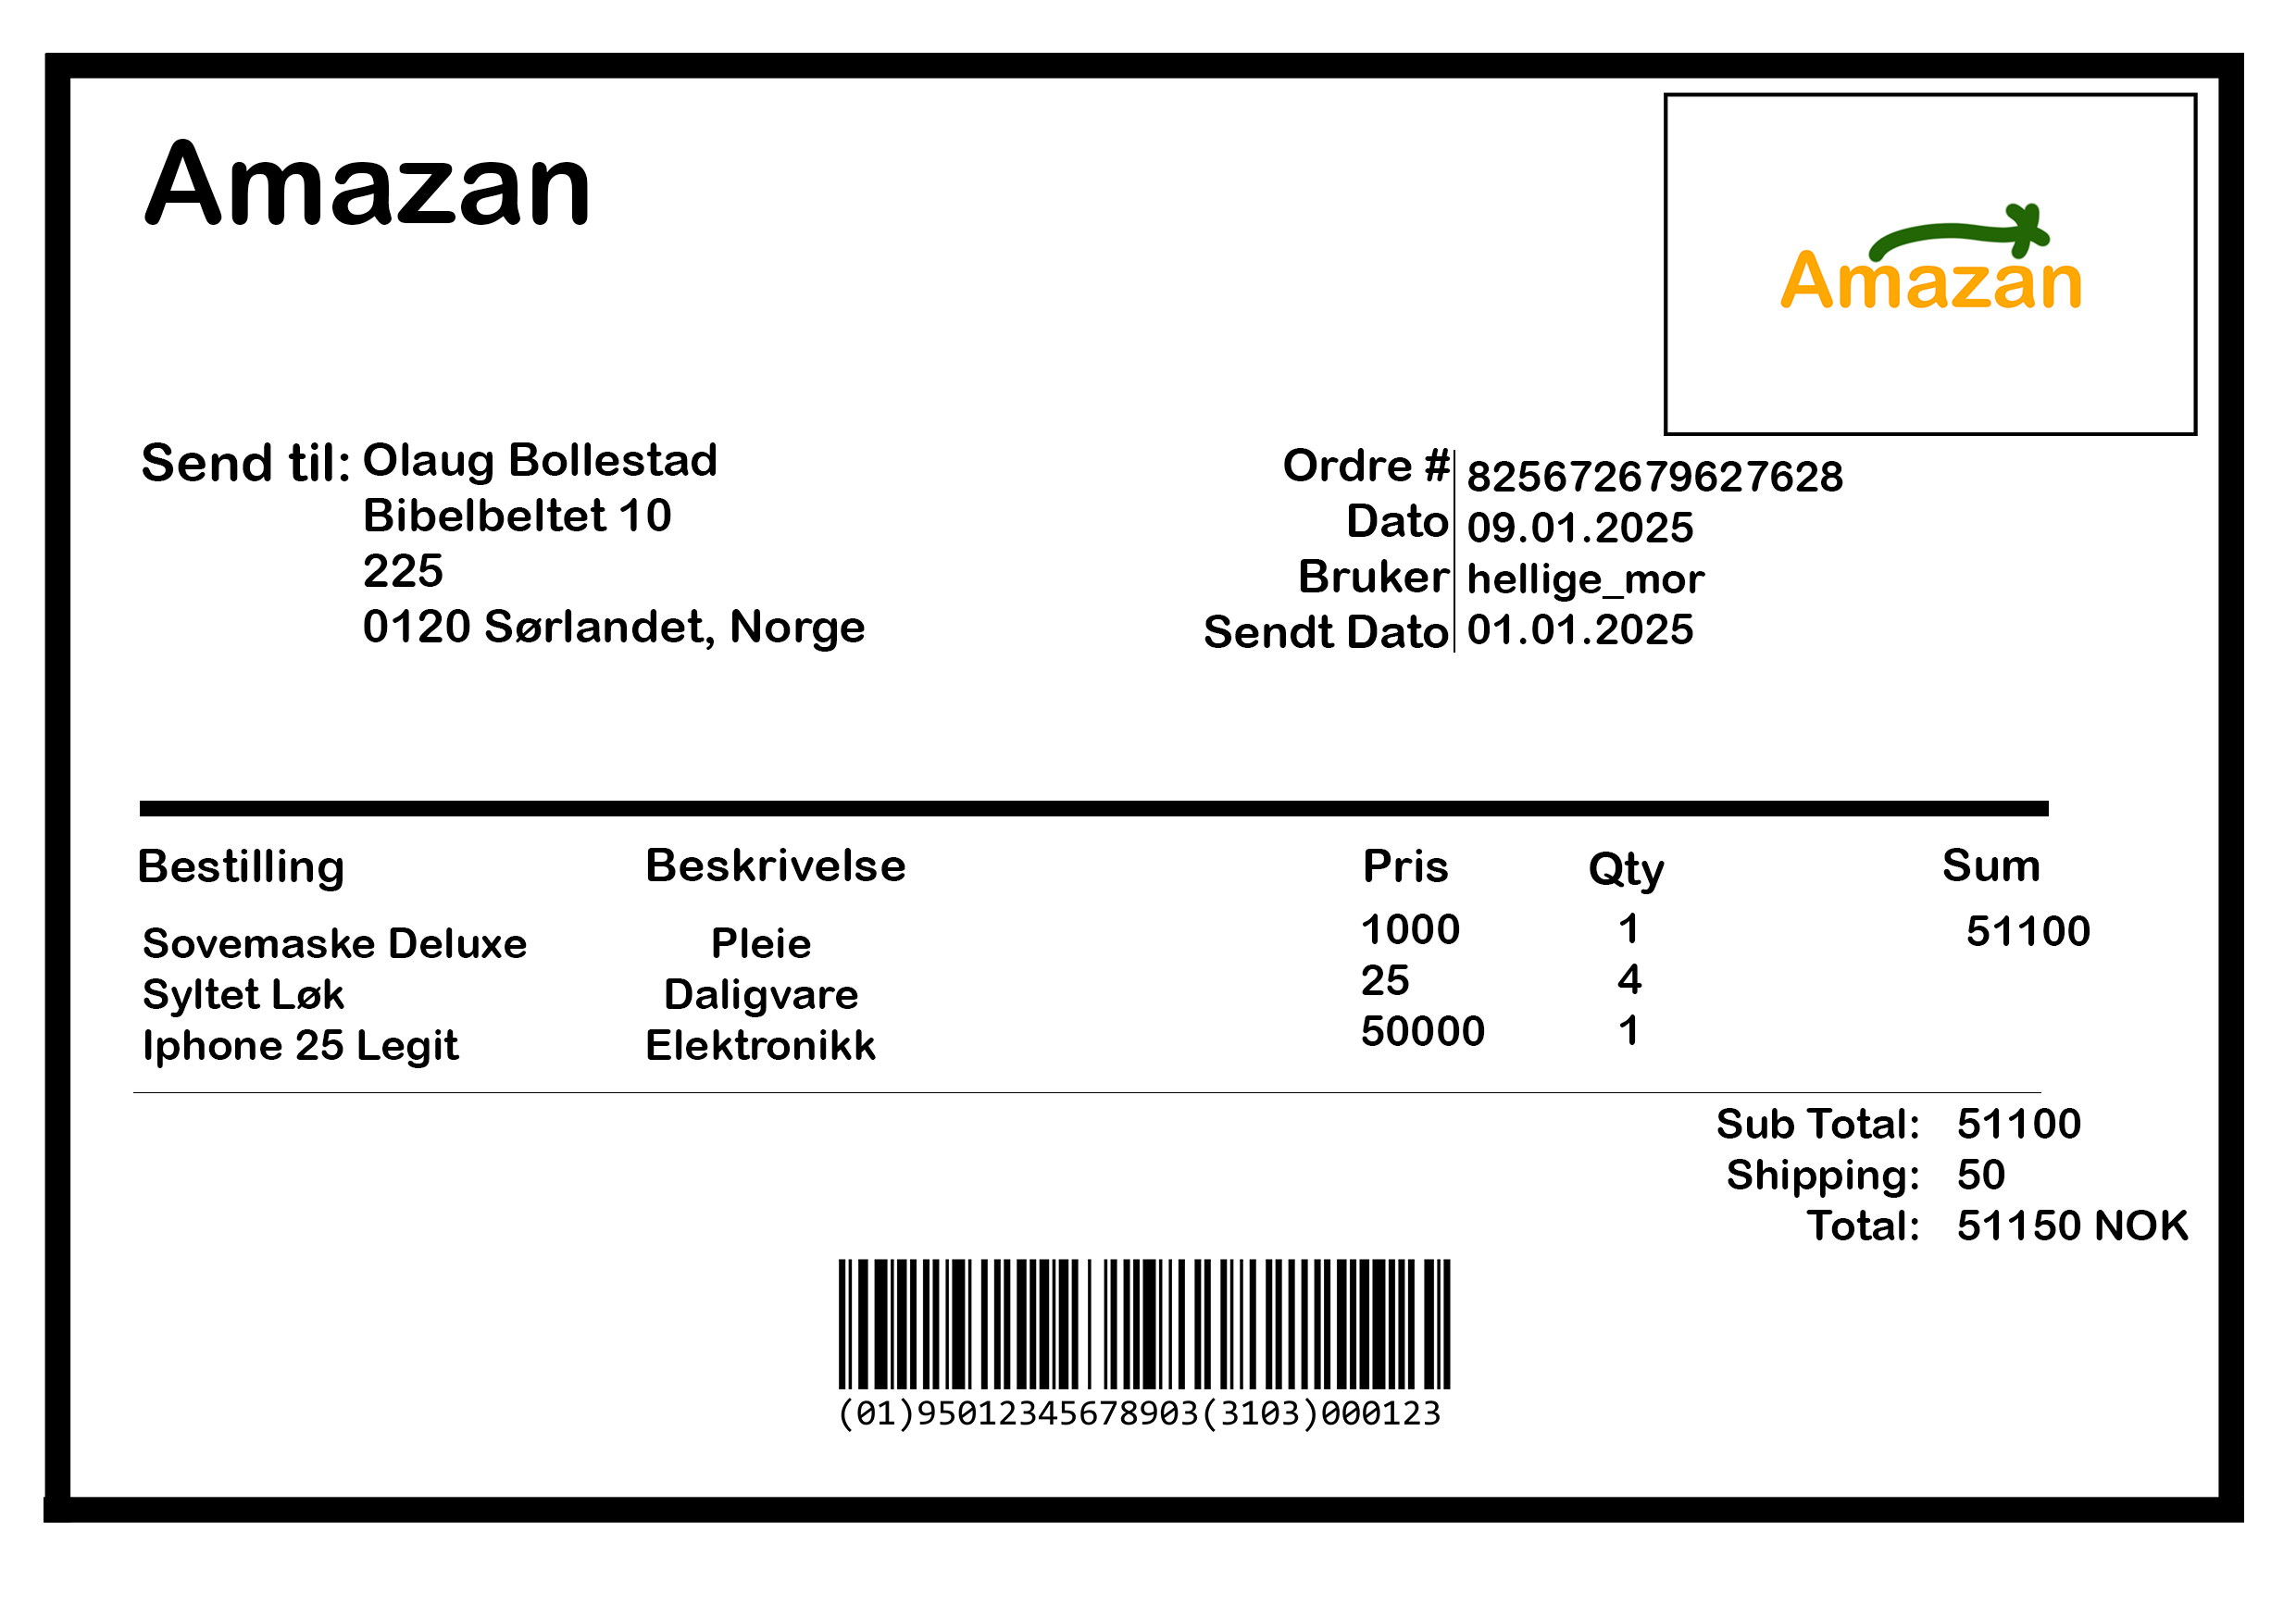 Amazan
Amazan
Send til: Olaug Bollestad
Bibelbeltet 10
225
0120 Sørlandet, Norge
Ordre # 825672679627628
Dato 09.01.2025
Bruker hellige_mor
Sendt Dato 01.01.2025
Bestilling Beskrivelse Pris Qty Sum
Sovemaske Deluxe Pleie 1000 1 51100
Syltet Løk Daligvare 25 4
Iphone 25 Legit Elektronikk 50000 1
Sub Total: 51100
Shipping: 50
Total: 51150 NOK
(01)95012345678903(3103)000123